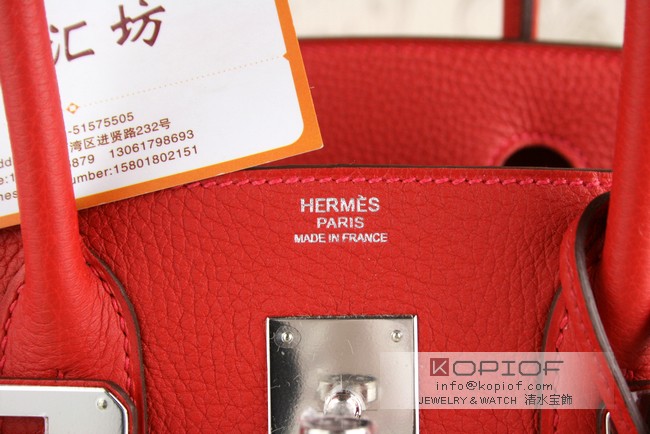 汇坊
-51575505
湾区进贤路232号
879 13061798693
number:15801802151
HERMÈS
PARIS
MADE IN FRANCE
KOPIOF
info@kopiof.com
JEWELRY & WATCH 清水宝飾